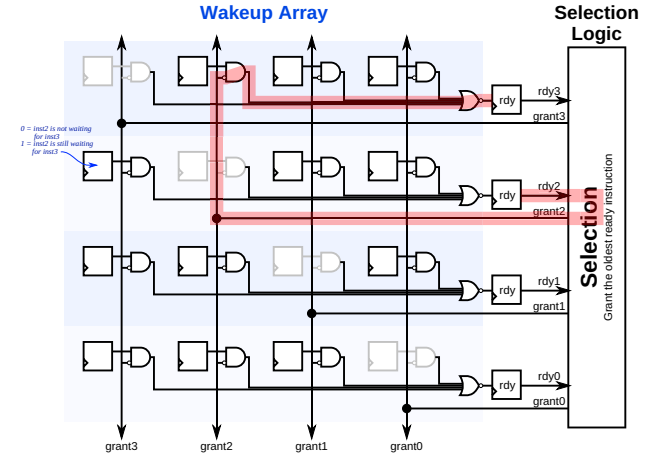 Wakeup Array
Selection
Logic
rdy
rdy3
grant3
0 = inst2 is not waiting
for inst3
1 = inst2 is still waiting
for inst3
rdy
rdy2
grant2
rdy
rdy1
grant1
rdy
rdy0
grant0
Selection
Grant the oldest ready instruction
grant3
grant2
grant1
grant0